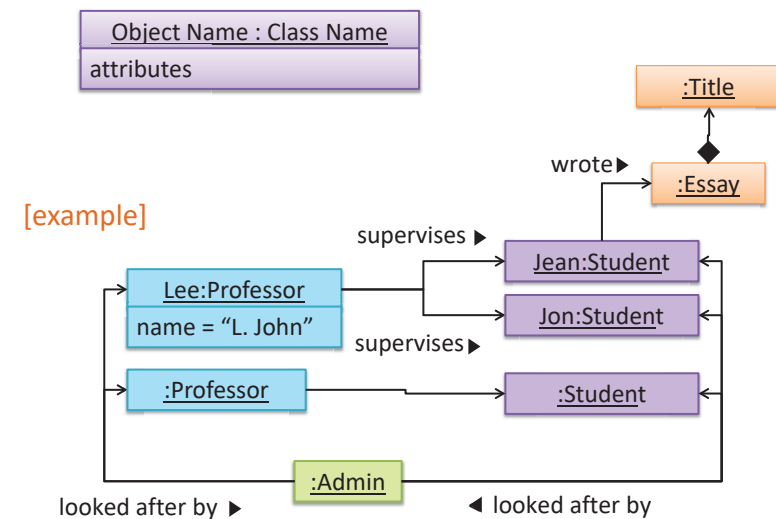 Object Name : Class Name
attributes
:Title
wrote▶
:Essay
[example]
supervises ▶
Jean:Student
Lee:Professor
name = “L. John”
Jon:Student
supervises▶
:Professor
:Student
:Admin
looked after by ▶
◀ looked after by